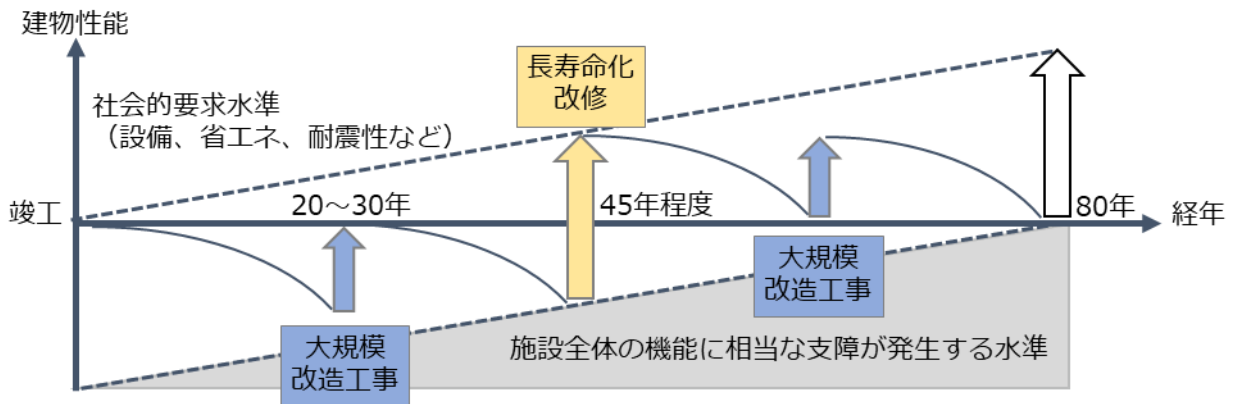 建物性能
長寿命化
改修
社会的要求水準
（設備、省エネ、耐震性など）
竣工
20～30年
45年程度
80年
経年
大規模
改造工事
大規模
改造工事
施設全体の機能に相当な支障が発生する水準